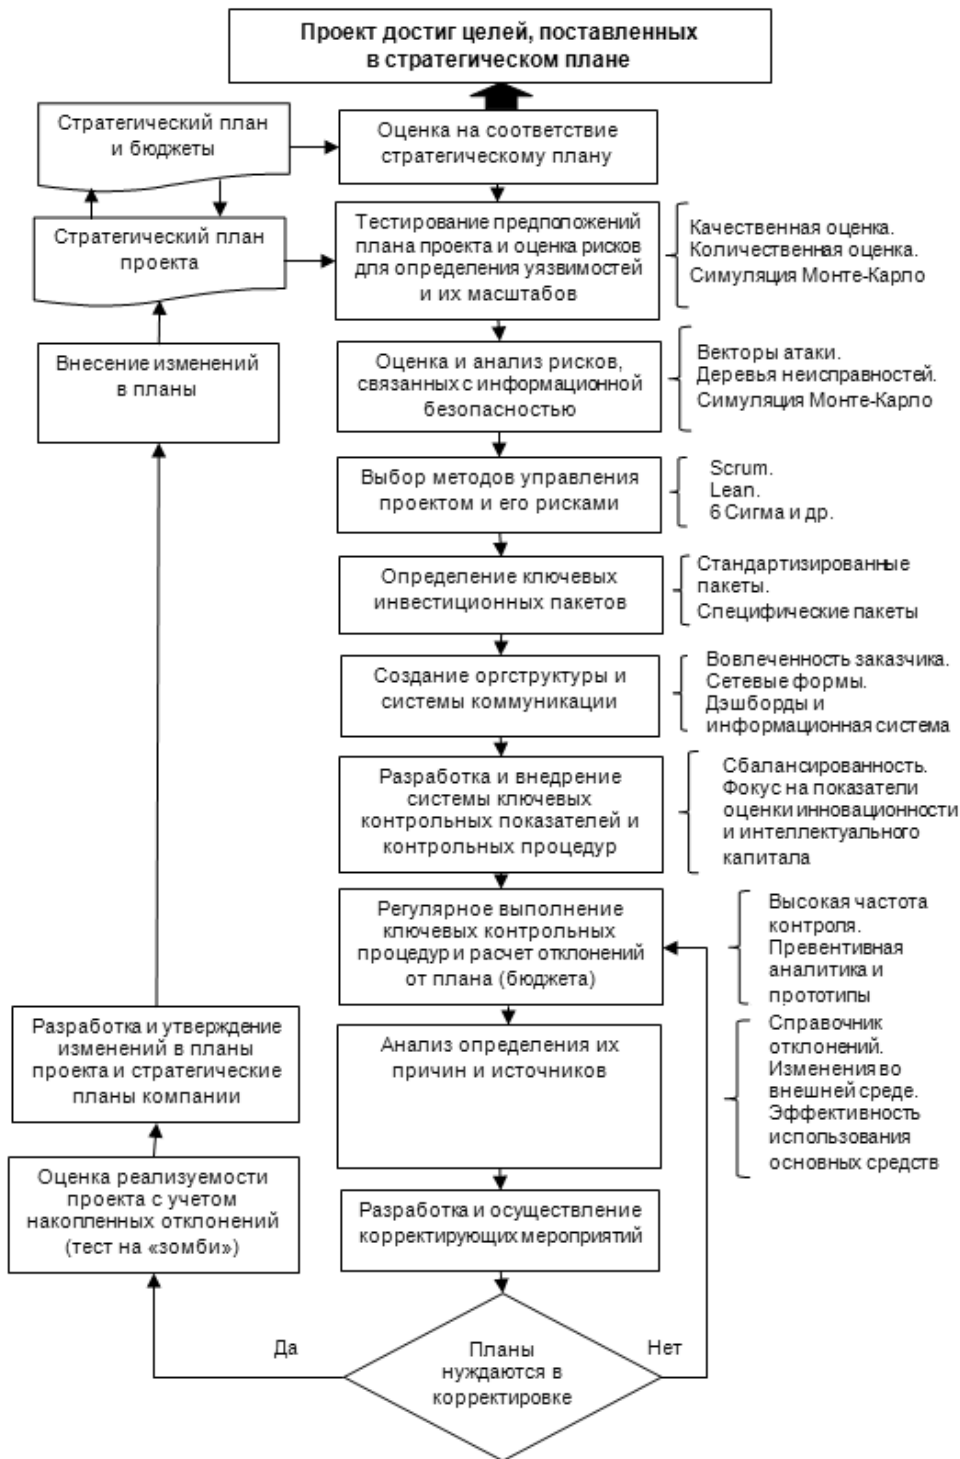 Проект достиг целей, поставленных
в стратегическом плане
Стратегический план
и бюджеты
Оценка на соответствие
стратегическому плану
Стратегический план
проекта
Тестирование предположений
плана проекта и оценка рисков
для определения уязвимостей
и их масштабов
Качественная оценка.
Количественная оценка.
Симуляция Монте-Карло
Внесение изменений
в планы
Оценка и анализ рисков,
связанных с информационной
безопасностью
Векторы атаки.
Деревья неисправностей.
Симуляция Монте-Карло
Выбор методов управления
проектом и его рисками
Scrum.
Lean.
6 Сигма и др.
Определение ключевых
инвестиционных пакетов
Стандартизированные
пакеты.
Специфические пакеты
Создание оргструктуры и
системы коммуникации
Вовлеченность заказчика.
Сетевые формы.
Дэшборды и
информационная система
Разработка и внедрение
системы ключевых
контрольных показателей и
контрольных процедур
Сбалансированность.
Фокус на показатели
оценки инновационности
и интеллектуального
капитала
Регулярное выполнение
ключевых контрольных
процедур и расчет отклонений
от плана (бюджета)
Высокая частота
контроля.
Превентивная
аналитика и
прототипы
Разработка и утверждение
изменений в планы
проекта и стратегические
планы компании
Анализ определения их
причин и источников
Справочник
отклонений.
Изменения во
внешней среде.
Эффективность
использования
основных средств
Оценка реализуемости
проекта с учетом
накопленных отклонений
(тест на «зомби»)
Разработка и осуществление
корректирующих мероприятий
Да
Планы
нуждаются в
корректировке
Нет